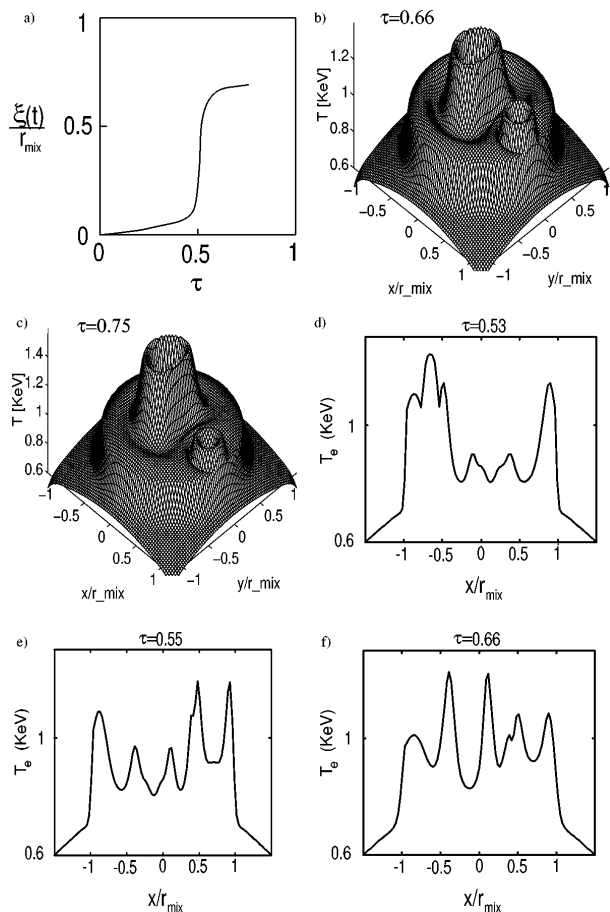 a)
1
ξ(t)
r_mix
0.5
0
0
0.5
1
τ
b)
τ=0.66
T [KeV]
1.2
1
0.8
0.6
-1
-0.5
0
0.5
1
x/r_mix
-1
-0.5
0
0.5
1
y/r_mix
c)
τ=0.75
T [KeV]
1.4
1.2
1
0.8
0.6
-1
-0.5
0
0.5
1
x/r_mix
-1
-0.5
0
0.5
1
y/r_mix
d)
τ=0.53
T_e (KeV)
1
0.6
-1
-0.5
0
0.5
1
x/r_mix
e)
τ=0.55
T_e (KeV)
1
0.6
-1
-0.5
0
0.5
1
x/r_mix
f)
τ=0.66
T_e (KeV)
1
0.6
-1
-0.5
0
0.5
1
x/r_mix